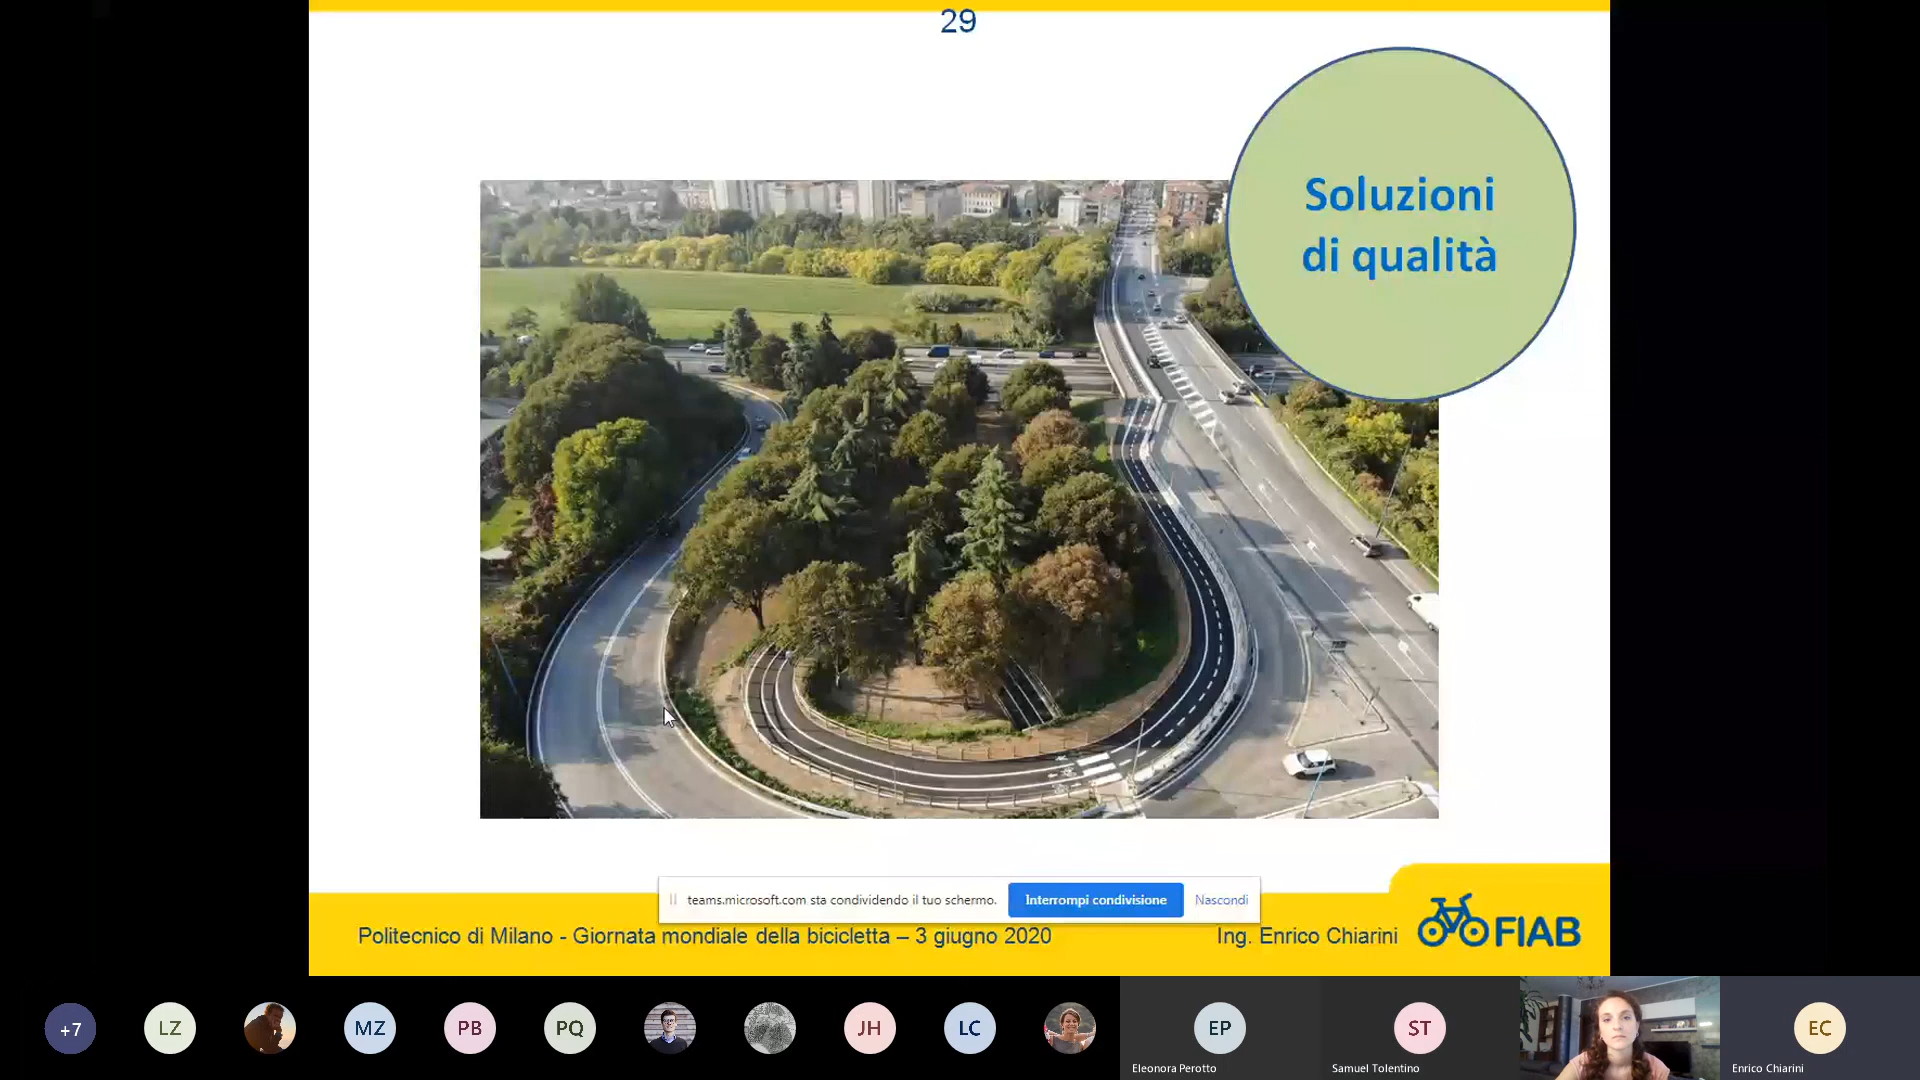 29
Soluzioni
di qualità
teams.microsoft.com sta condividendo il tuo schermo.
Interrompi condivisione
Nascondi
Politecnico di Milano - Giornata mondiale della bicicletta – 3 giugno 2020
Ing. Enrico Chiarini
FIAB
+7
LZ
MZ
PB
PQ
JH
LC
EP
Eleonora Perotto
ST
Samuel Tolentino
EC
Enrico Chiarini